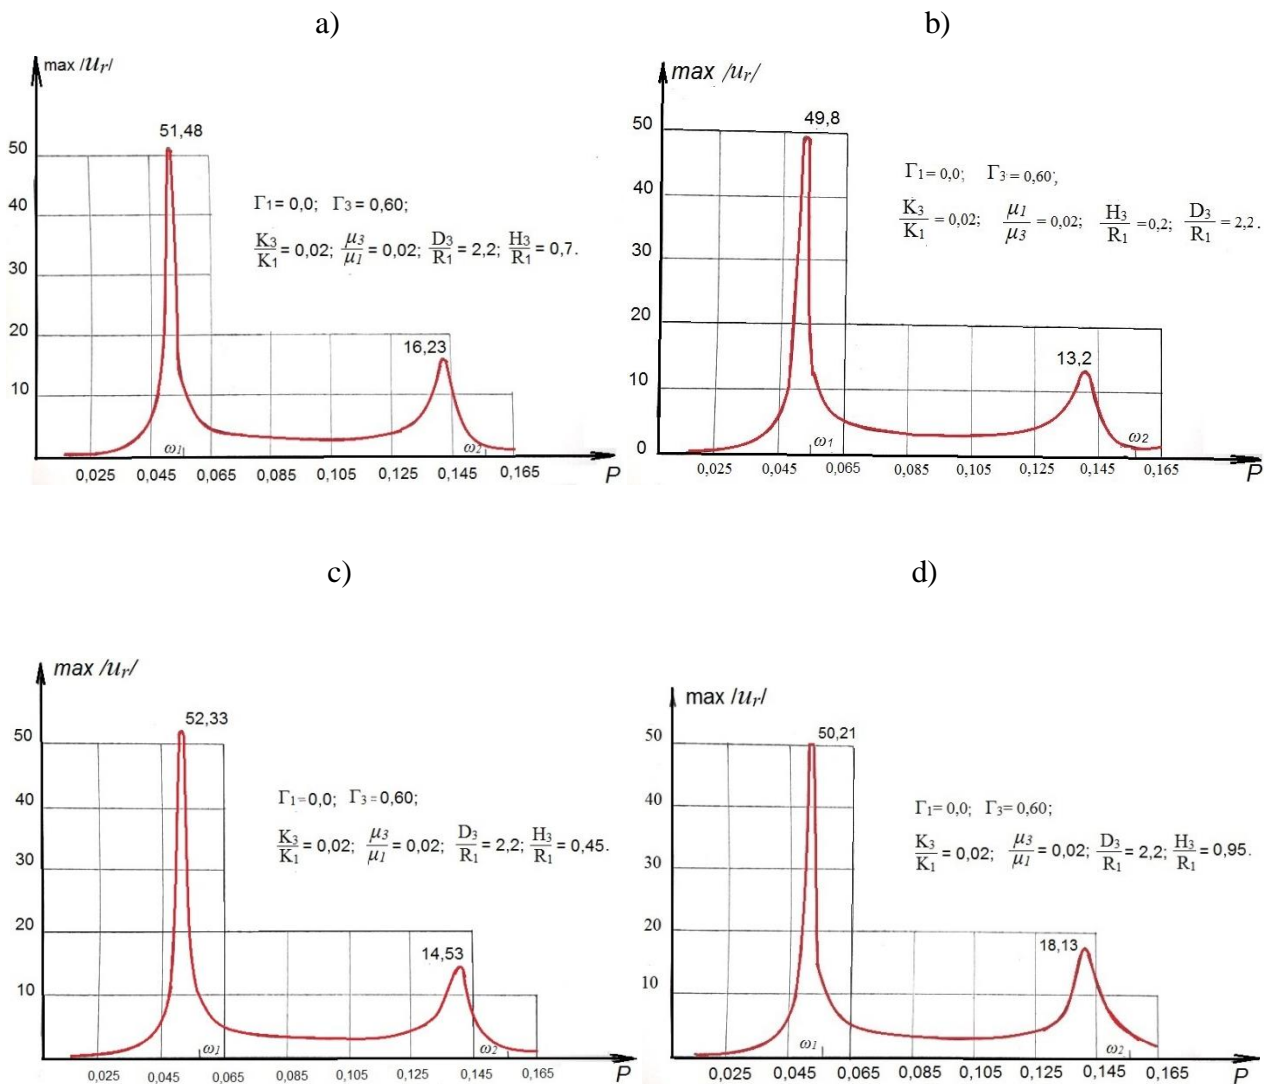 a)
max /u_r/
51,48
50
40
30
20
10
Γ₁= 0,0; Γ₃= 0,60;
K₃/K₁ = 0,02; μ₃/μ₁ = 0,02; D₃/R₁ = 2,2; H₃/R₁ = 0,7.
16,23
ω₁
ω₂
0,025 0,045 0,065 0,085 0,105 0,125 0,145 0,165
P
b)
max /u_r/
49,8
50
40
30
20
10
0
Γ₁= 0,0; Γ₃= 0,60;
K₃/K₁ = 0,02; μ₁/μ₃ = 0,02; H₃/R₁ = 0,2; D₃/R₁ = 2,2.
13,2
ω₁
ω₂
0,025 0,045 0,065 0,085 0,105 0,125 0,145 0,165
P
c)
max /u_r/
52,33
50
40
30
20
10
0
Γ₁= 0,0; Γ₃= 0,60;
K₃/K₁ = 0,02; μ₃/μ₁ = 0,02; D₃/R₁ = 2,2; H₃/R₁ = 0,45.
14,53
ω₁
ω₂
0,025 0,045 0,065 0,085 0,105 0,125 0,145 0,165
P
d)
max /u_r/
50,21
50
40
30
20
10
0
Γ₁= 0,0; Γ₃= 0,60;
K₃/K₁ = 0,02; μ₃/μ₁ = 0,02; D₃/R₁ = 2,2; H₃/R₁ = 0,95.
18,13
ω₁
ω₂
0,025 0,045 0,065 0,085 0,105 0,125 0,145 0,165
P